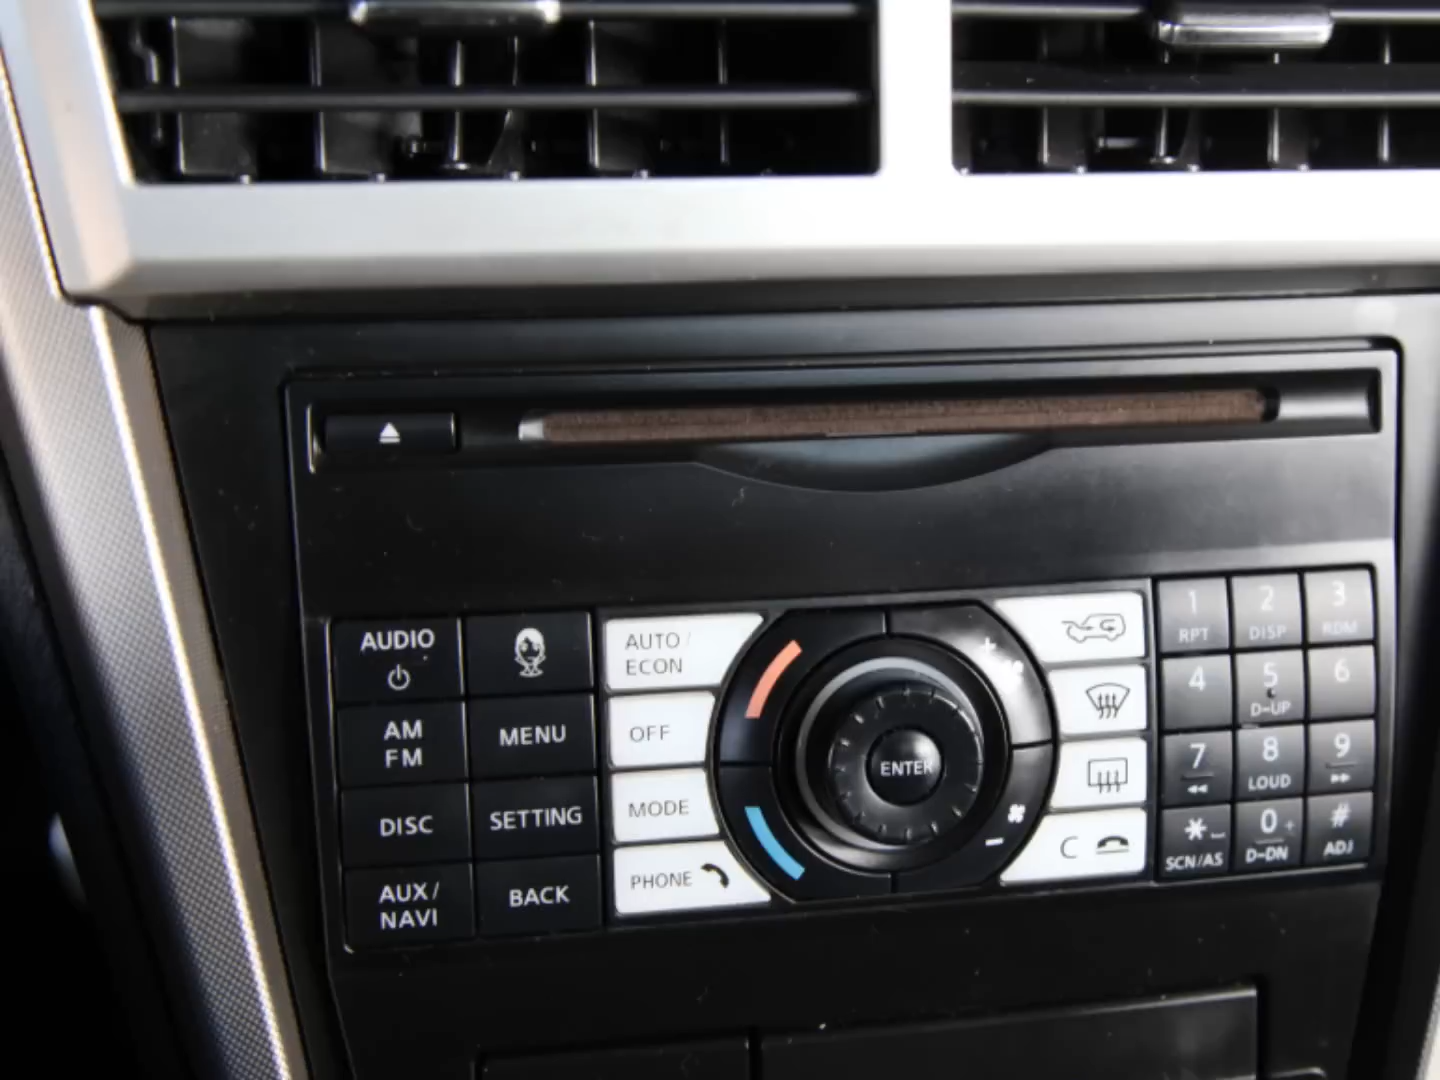 AUDIO
AM
FM
MENU
DISC
SETTING
AUX/
NAVI
BACK
AUTO/
ECON
OFF
MODE
PHONE
ENTER
+
-
C
1
RPT
2
DISP
3
RDM
4
5
D-UP
6
7
8
LOUD
9
*
SCN/AS
0+
D-DN
#
ADJ